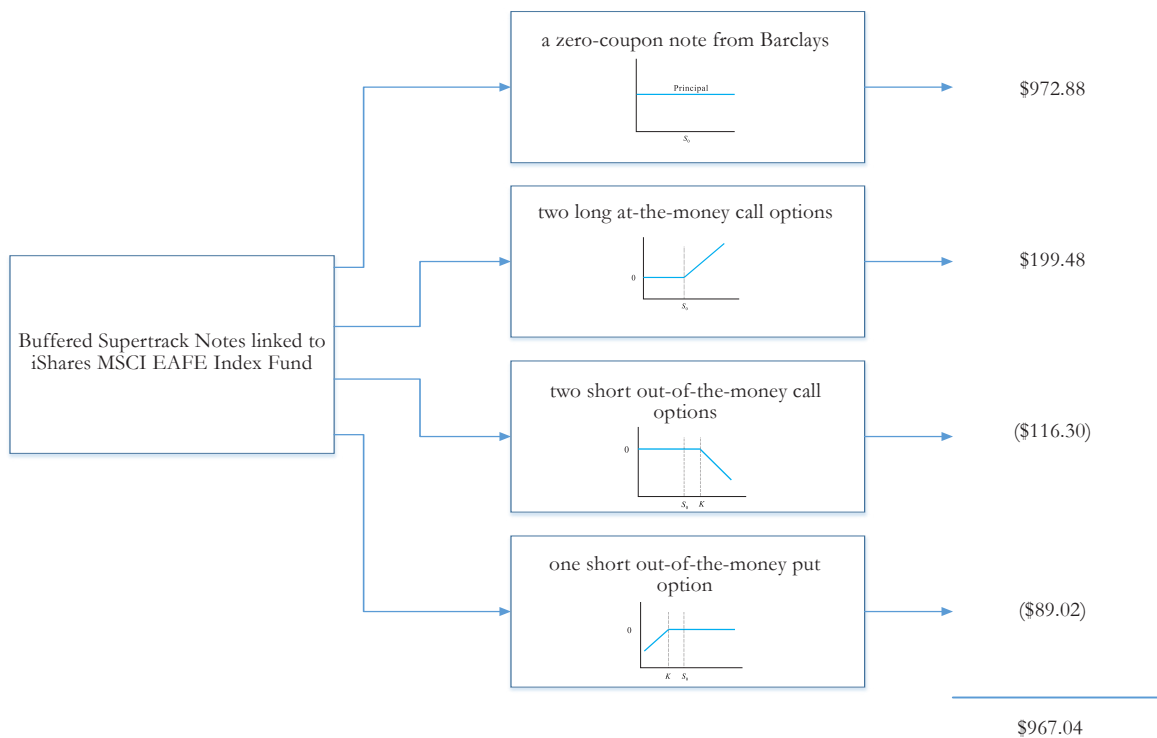 a zero-coupon note from Barclays
Principal
S₀
$972.88
two long at-the-money call options
0
S₀
$199.48
Buffered Supertrack Notes linked to
iShares MSCI EAFE Index Fund
two short out-of-the-money call
options
0
S₀ K
($116.30)
one short out-of-the-money put
option
0
K S₀
($89.02)
$967.04